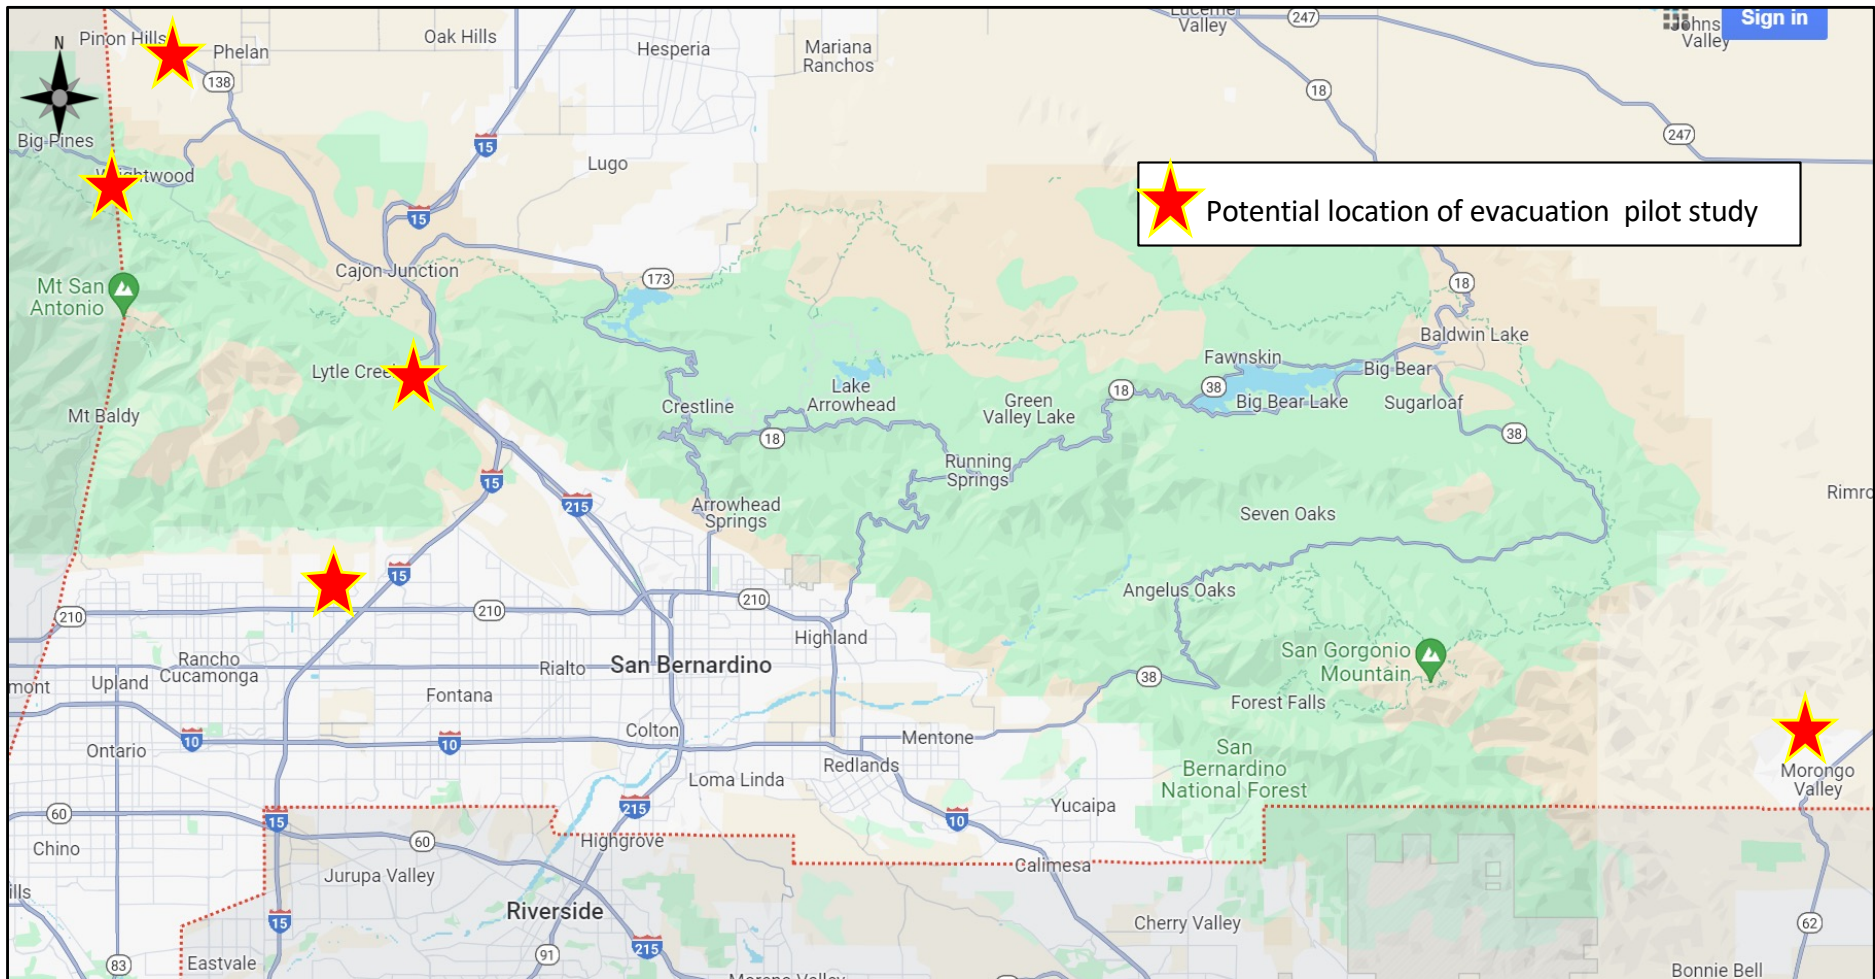 Lucerne
Valley
247
Johns
Valley
Sign in
N
Pinon Hills
Phelan
Oak Hills
Hesperia
Mariana
Ranchos
138
18
247
Big Pines
15
Wrightwood
Lugo
Potential location of evacuation pilot study
15
Cajon Junction
173
18
Mt San
Antonio
Baldwin Lake
Fawnskin
Lytle Creek
Big Bear
Lake
Arrowhead
38
18
Green
Valley Lake
Big Bear Lake
Sugarloaf
Crestline
Mt Baldy
18
38
Running
Springs
15
215
Arrowhead
Springs
Rimro
Seven Oaks
15
Angelus Oaks
210
210
210
Highland
San Gorgonio
Mountain
Rancho
Cucamonga
Rialto
San Bernardino
mont
Upland
Fontana
38
Forest Falls
Colton
Mentone
10
10
Ontario
San
Bernardino
National Forest
Redlands
Loma Linda
Morongo
Valley
Yucaipa
60
15
215
10
Chino
60
Highgrove
Calimesa
Jurupa Valley
ills
Riverside
15
Cherry Valley
62
215
91
83
Eastvale
Moreno Valley
Bonnie Bell